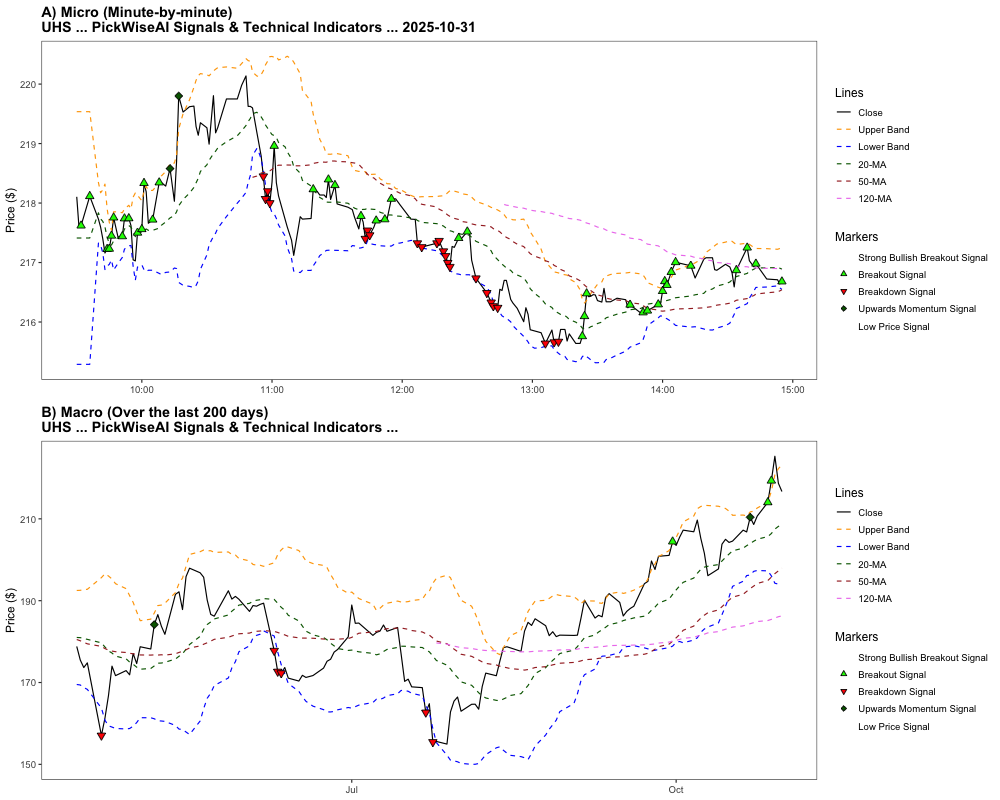 A) Micro (Minute-by-minute)
UHS ... PickWiseAI Signals & Technical Indicators ... 2025-10-31
Price ($)
220
219
218
217
216
10:00
11:00
12:00
13:00
14:00
15:00
Lines
Close
Upper Band
Lower Band
20-MA
50-MA
120-MA
Markers
Strong Bullish Breakout Signal
Breakout Signal
Breakdown Signal
Upwards Momentum Signal
Low Price Signal
B) Macro (Over the last 200 days)
UHS ... PickWiseAI Signals & Technical Indicators ...
Price ($)
210
190
170
150
Jul
Oct
Lines
Close
Upper Band
Lower Band
20-MA
50-MA
120-MA
Markers
Strong Bullish Breakout Signal
Breakout Signal
Breakdown Signal
Upwards Momentum Signal
Low Price Signal